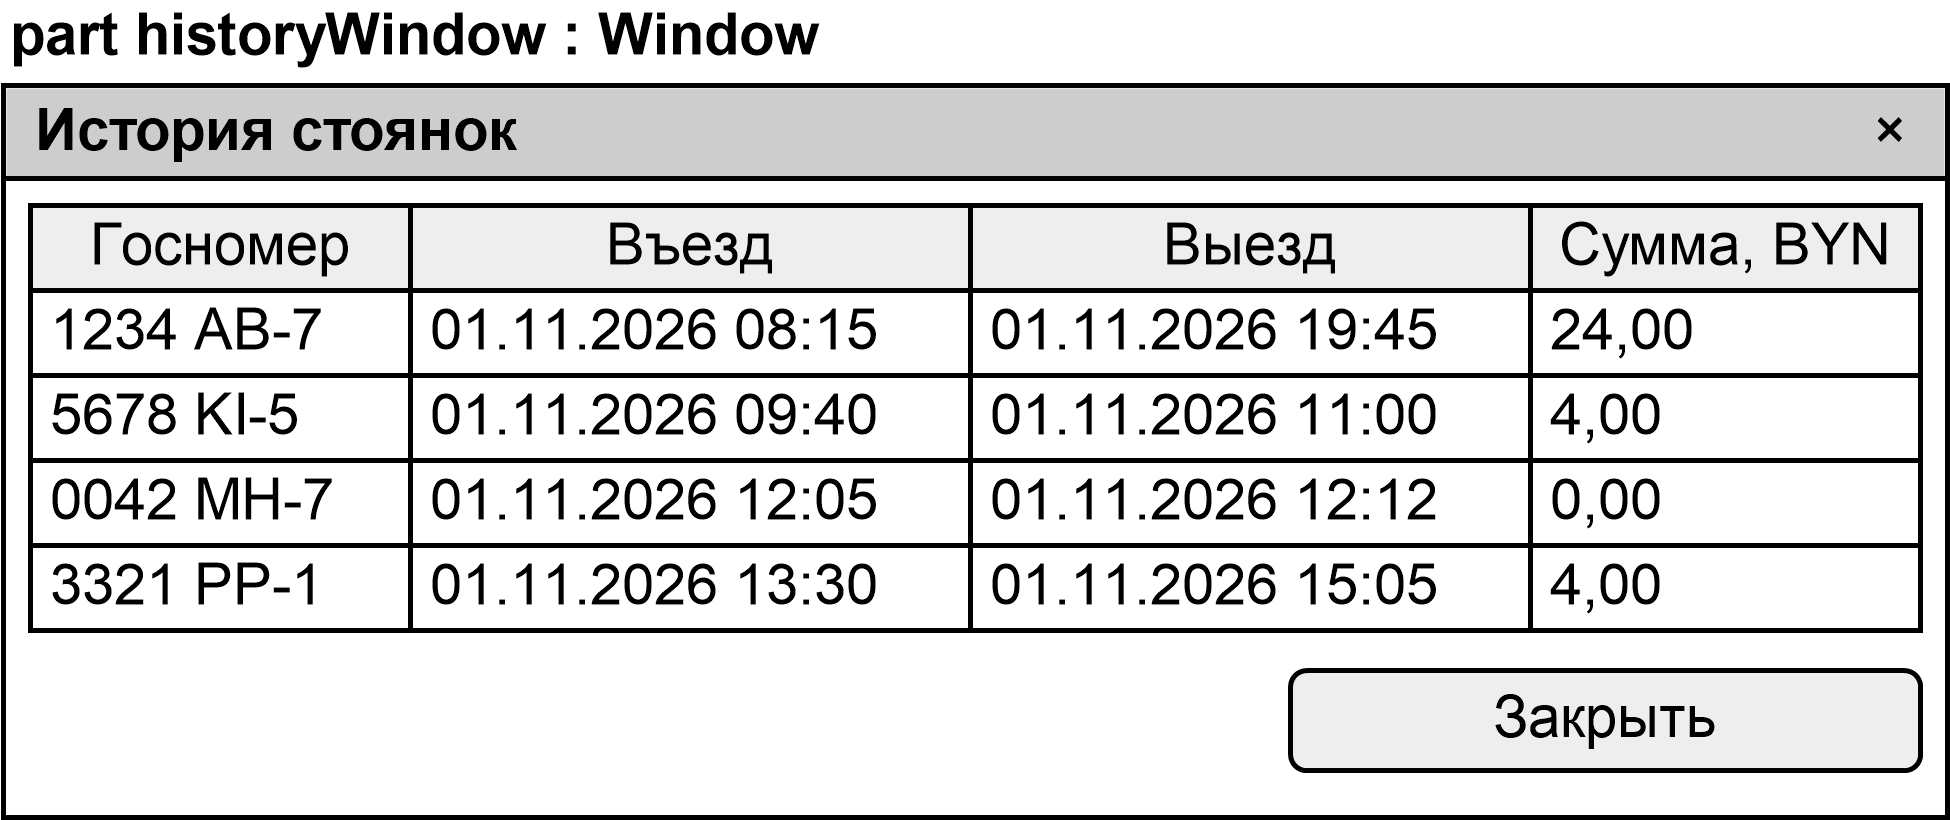 part historyWindow : Window
История стоянок ×
Госномер Въезд Выезд Сумма, BYN
1234 AB-7 01.11.2026 08:15 01.11.2026 19:45 24,00
5678 KI-5 01.11.2026 09:40 01.11.2026 11:00 4,00
0042 MH-7 01.11.2026 12:05 01.11.2026 12:12 0,00
3321 PP-1 01.11.2026 13:30 01.11.2026 15:05 4,00
Закрыть